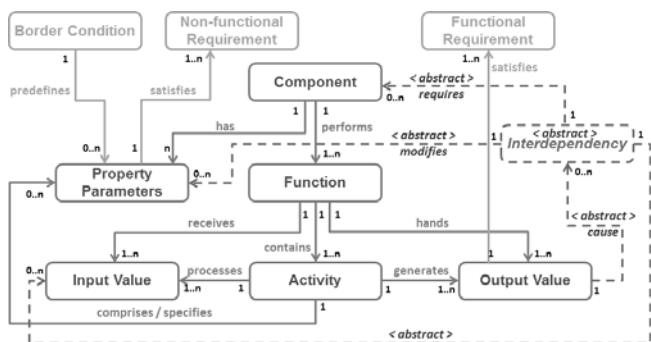 Border Condition
Non-functional
Requirement
Functional
Requirement
1
1..n
1..n
satisfies
predefines
satisfies
Component
< abstract >
requires
0..n
1
1
1
has
performs
< abstract >
modifies
1
< abstract >
Interdependency
1
0..n
1
n
1..n
0..n
0..n
0..n
Property
Parameters
Function
receives
1
1
1
hands
< abstract >
cause
contains
1..n
1..n
1
1..n
0..n
Input Value
processes
Activity
generates
Output Value
1..n
1
1
1..n
1
comprises / specifies
1
< abstract >